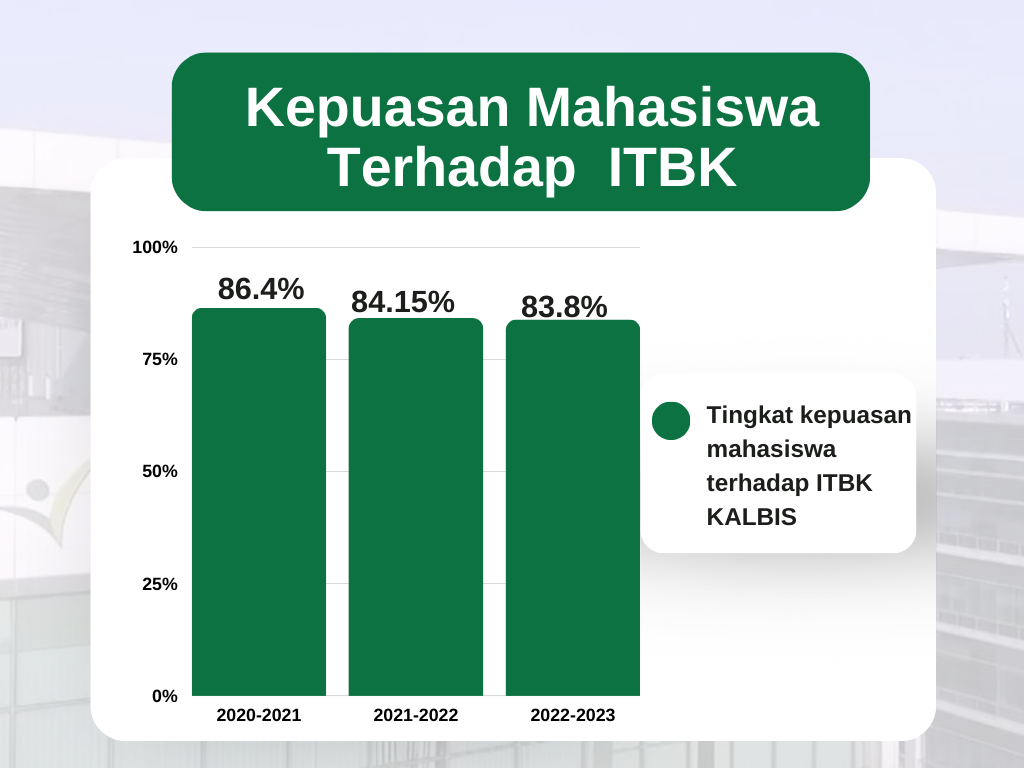 Kepuasan Mahasiswa
Terhadap ITBK
100%
86.4%
84.15%
83.8%
75%
Tingkat kepuasan
mahasiswa
terhadap ITBK
KALBIS
50%
25%
0%
2020-2021
2021-2022
2022-2023